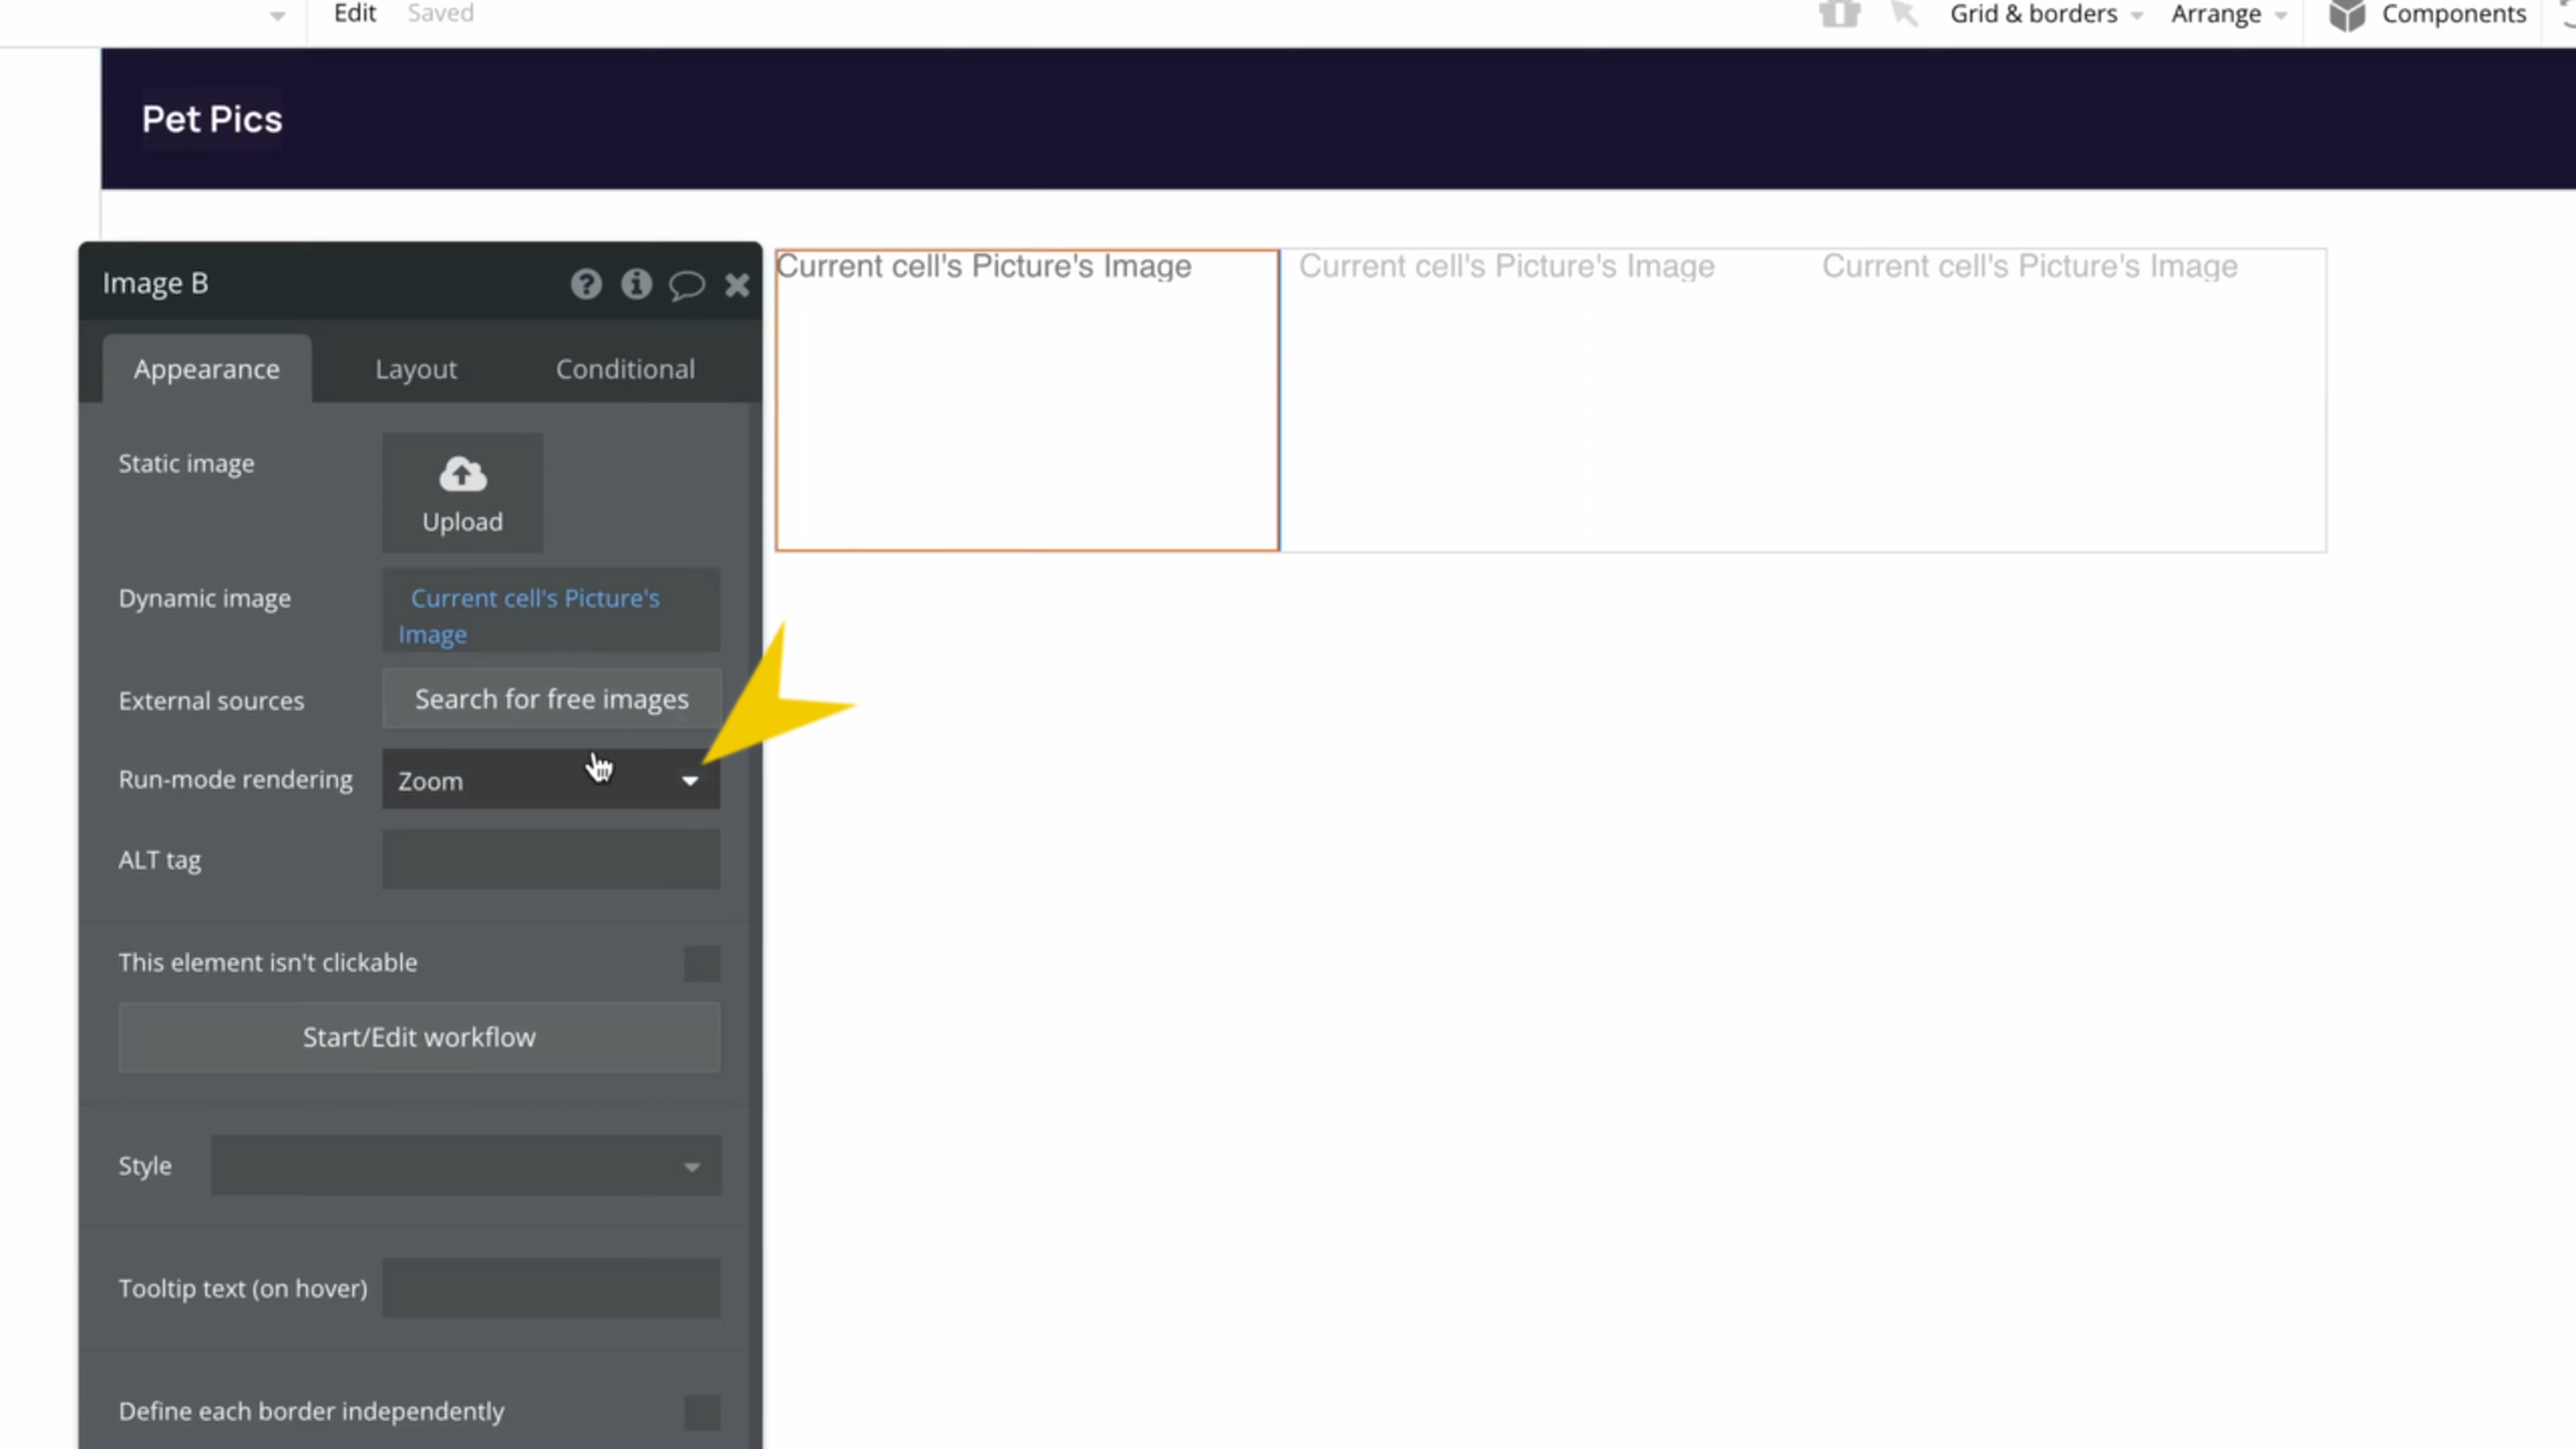 Edit Saved Grid & borders Arrange Components
Pet Pics
Image B
Current cell's Picture's Image Current cell's Picture's Image Current cell's Picture's Image
Appearance Layout Conditional
Static image
Upload
Dynamic image Current cell's Picture's
Image
External sources Search for free images
Run-mode rendering Zoom
ALT tag
This element isn't clickable
Start/Edit workflow
Style
Tooltip text (on hover)
Define each border independently